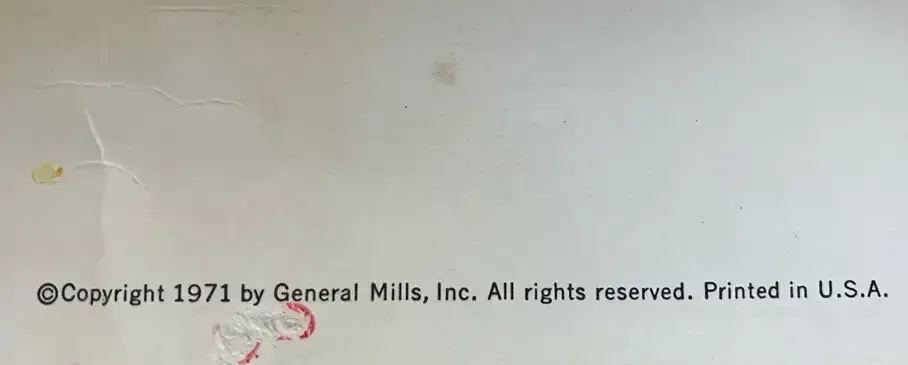 ©Copyright 1971 by General Mills, Inc. All rights reserved. Printed in U.S.A.